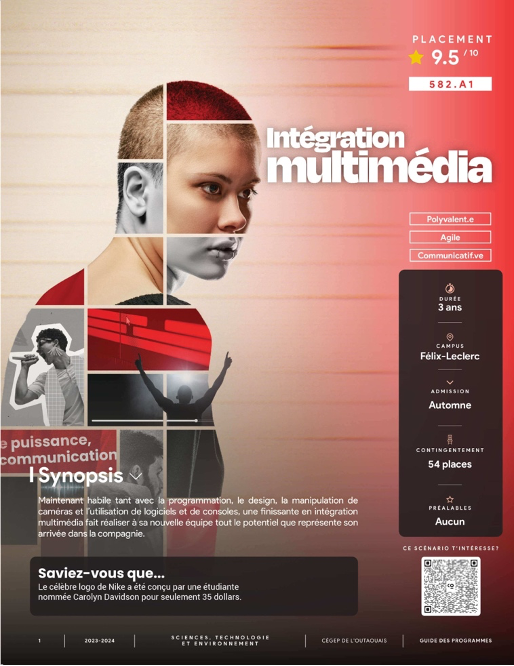 PLACEMENT
9.5 / 10
582.A1
Intégration
multimédia
Polyvalent.e
Agile
Communicatif.ve
DURÉE
3 ans
CAMPUS
Félix-Leclerc
ADMISSION
Automne
CONTINGENTEMENT
54 places
PRÉALABLES
Aucun
e puissance,
communication
Synopsis
Maintenant habile tant avec la programmation, le design, la manipulation de
caméras et l'utilisation de logiciels et de consoles, une finissante en intégration
multimédia fait réaliser à sa nouvelle équipe tout le potentiel que représente son
arrivée dans la compagnie.
CE SCÉNARIO T'INTÉRESSE?
Saviez-vous que...
Le célèbre logo de Nike a été conçu par une étudiante
nommée Carolyn Davidson pour seulement 35 dollars.
1
2023-2024
SCIENCES, TECHNOLOGIE
ET ENVIRONNEMENT
CÉGEP DE L'OUTAOUAIS
GUIDE DES PROGRAMMES